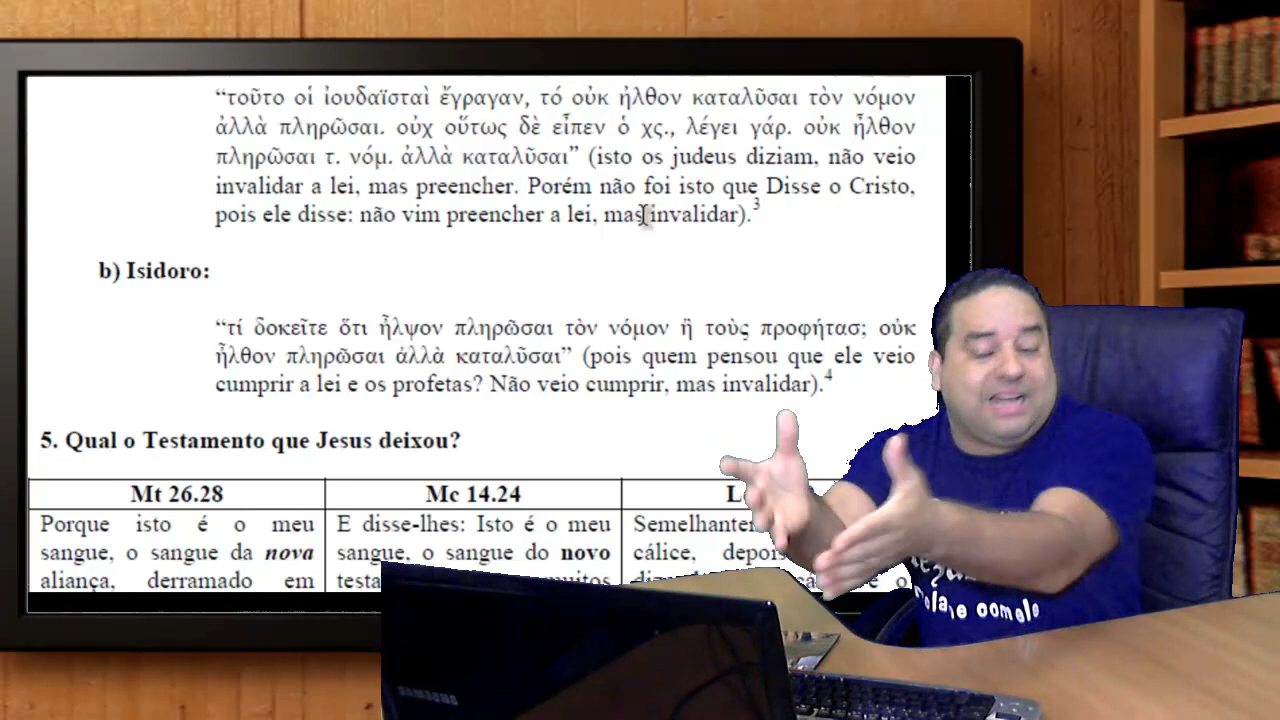 “τοῦτο οἱ ἰουδαϊσταὶ ἔγραγαν, τό οὐκ ἠλθον καταλῦσαι τὸν νόμον
ἀλλὰ πληρῶσαι. οὐχ οὕτως δὲ εἶπεν ὁ χς., λέγει γάρ. οὐκ ἦλθον
πληρῶσαι τ. νόμ. ἀλλὰ καταλῦσαι” (isto os judeus diziam, não veio
invalidar a lei, mas preencher. Porém não foi isto que Disse o Cristo,
pois ele disse: não vim preencher a lei, mas invalidar).3
b) Isidoro:
“τί δοκεῖτε ὅτι ἦλψον πληρῶσαι τὸν νόμον ἢ τοὺς προφήτας; οὐκ
ἦλθον πληρῶσαι ἀλλὰ καταλῦσαι” (pois quem pensou que ele veio
cumprir a lei e os profetas? Não veio cumprir, mas invalidar).4
5. Qual o Testamento que Jesus deixou?
Mt 26.28 Mc 14.24
Porque isto é o meu
sangue, o sangue da nova
aliança, derramado em
E disse-lhes: Isto é o meu
sangue, o sangue do novo
cálice,
SAMSUNG